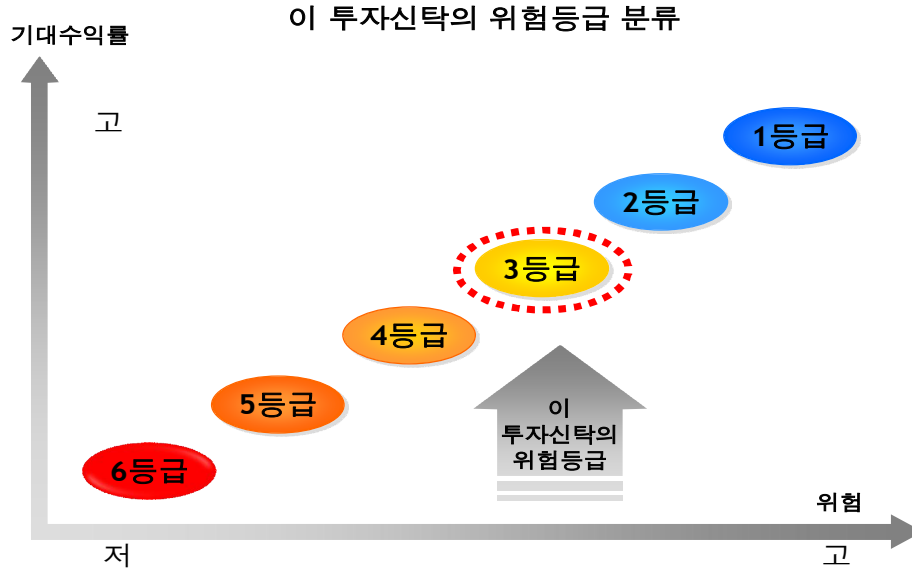 이 투자신탁의 위험등급 분류
기대수익률
고
1등급
2등급
3등급
4등급
5등급
6등급
이
투자신탁의
위험등급
위험
저
고